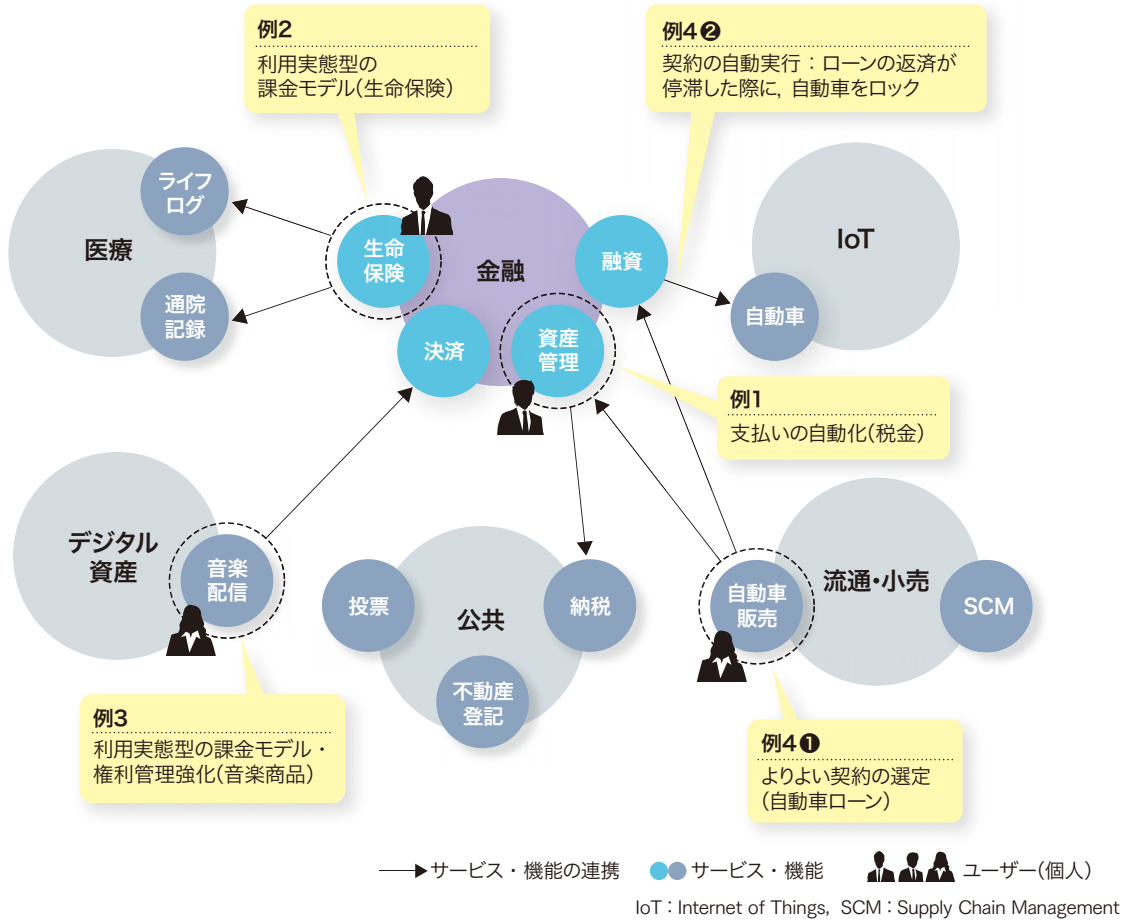 例2
利用実態型の
課金モデル(生命保険)
例4❷
契約の自動実行：ローンの返済が
停滞した際に，自動車をロック
ライフ
ログ
医療
通院
記録
生命
保険
金融
融資
決済
資産
管理
IoT
自動車
例1
支払いの自動化(税金)
デジタル
資産
音楽
配信
投票
公共
納税
不動産
登記
自動車
販売
流通・小売
SCM
例3
利用実態型の課金モデル・
権利管理強化(音楽商品)
例4❶
よりよい契約の選定
(自動車ローン)
サービス・機能の連携
サービス・機能
ユーザー(個人)
IoT：Internet of Things，SCM：Supply Chain Management